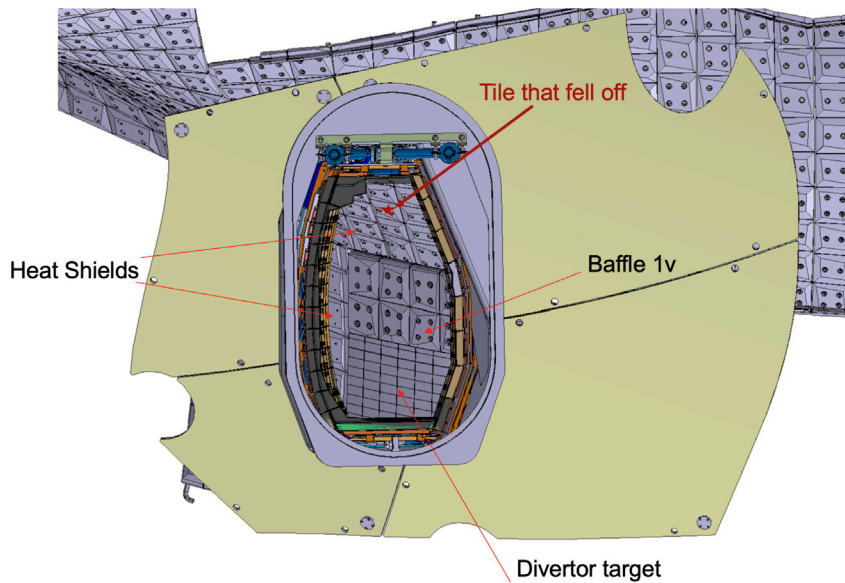 Tile that fell off
Heat Shields
Baffle 1v
Divertor target